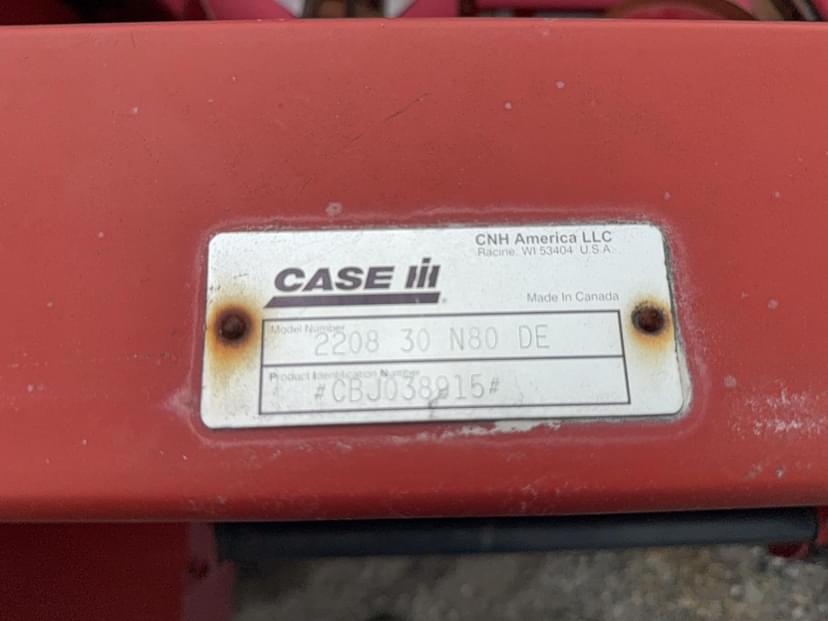 CNH America LLC
Racine, WI 53404 U.S.A.
CASE III
Made In Canada
Model Number
2208 30 N80 DE
Product Identification Number
#CBJ038915#